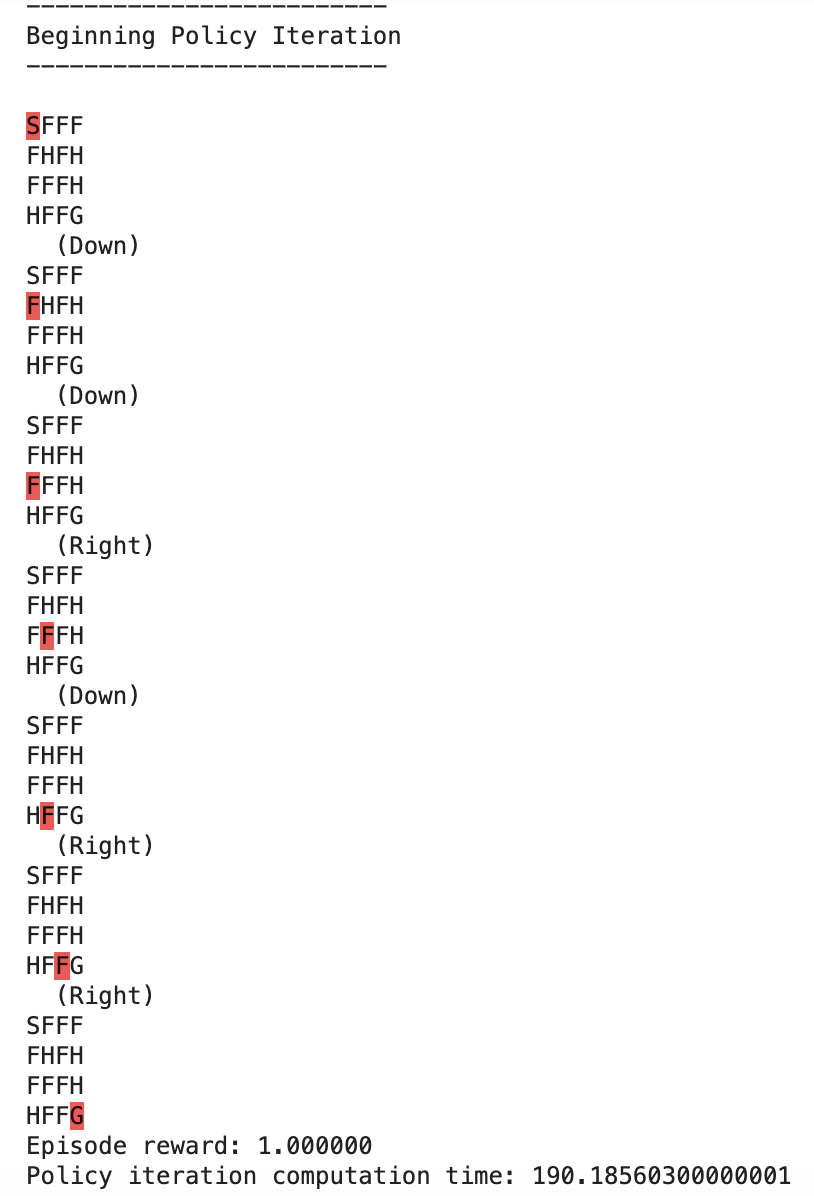 -------------------------
Beginning Policy Iteration
-------------------------
SFFF
FHFH
FFFH
HFFG
(Down)
SFFF
FHFH
FFFH
HFFG
(Down)
SFFF
FHFH
FFFH
HFFG
(Right)
SFFF
FHFH
FFFH
HFFG
(Down)
SFFF
FHFH
FFFH
HFFG
(Right)
SFFF
FHFH
FFFH
HFFG
(Right)
SFFF
FHFH
FFFH
HFFG
Episode reward: 1.000000
Policy iteration computation time: 190.18560300000001